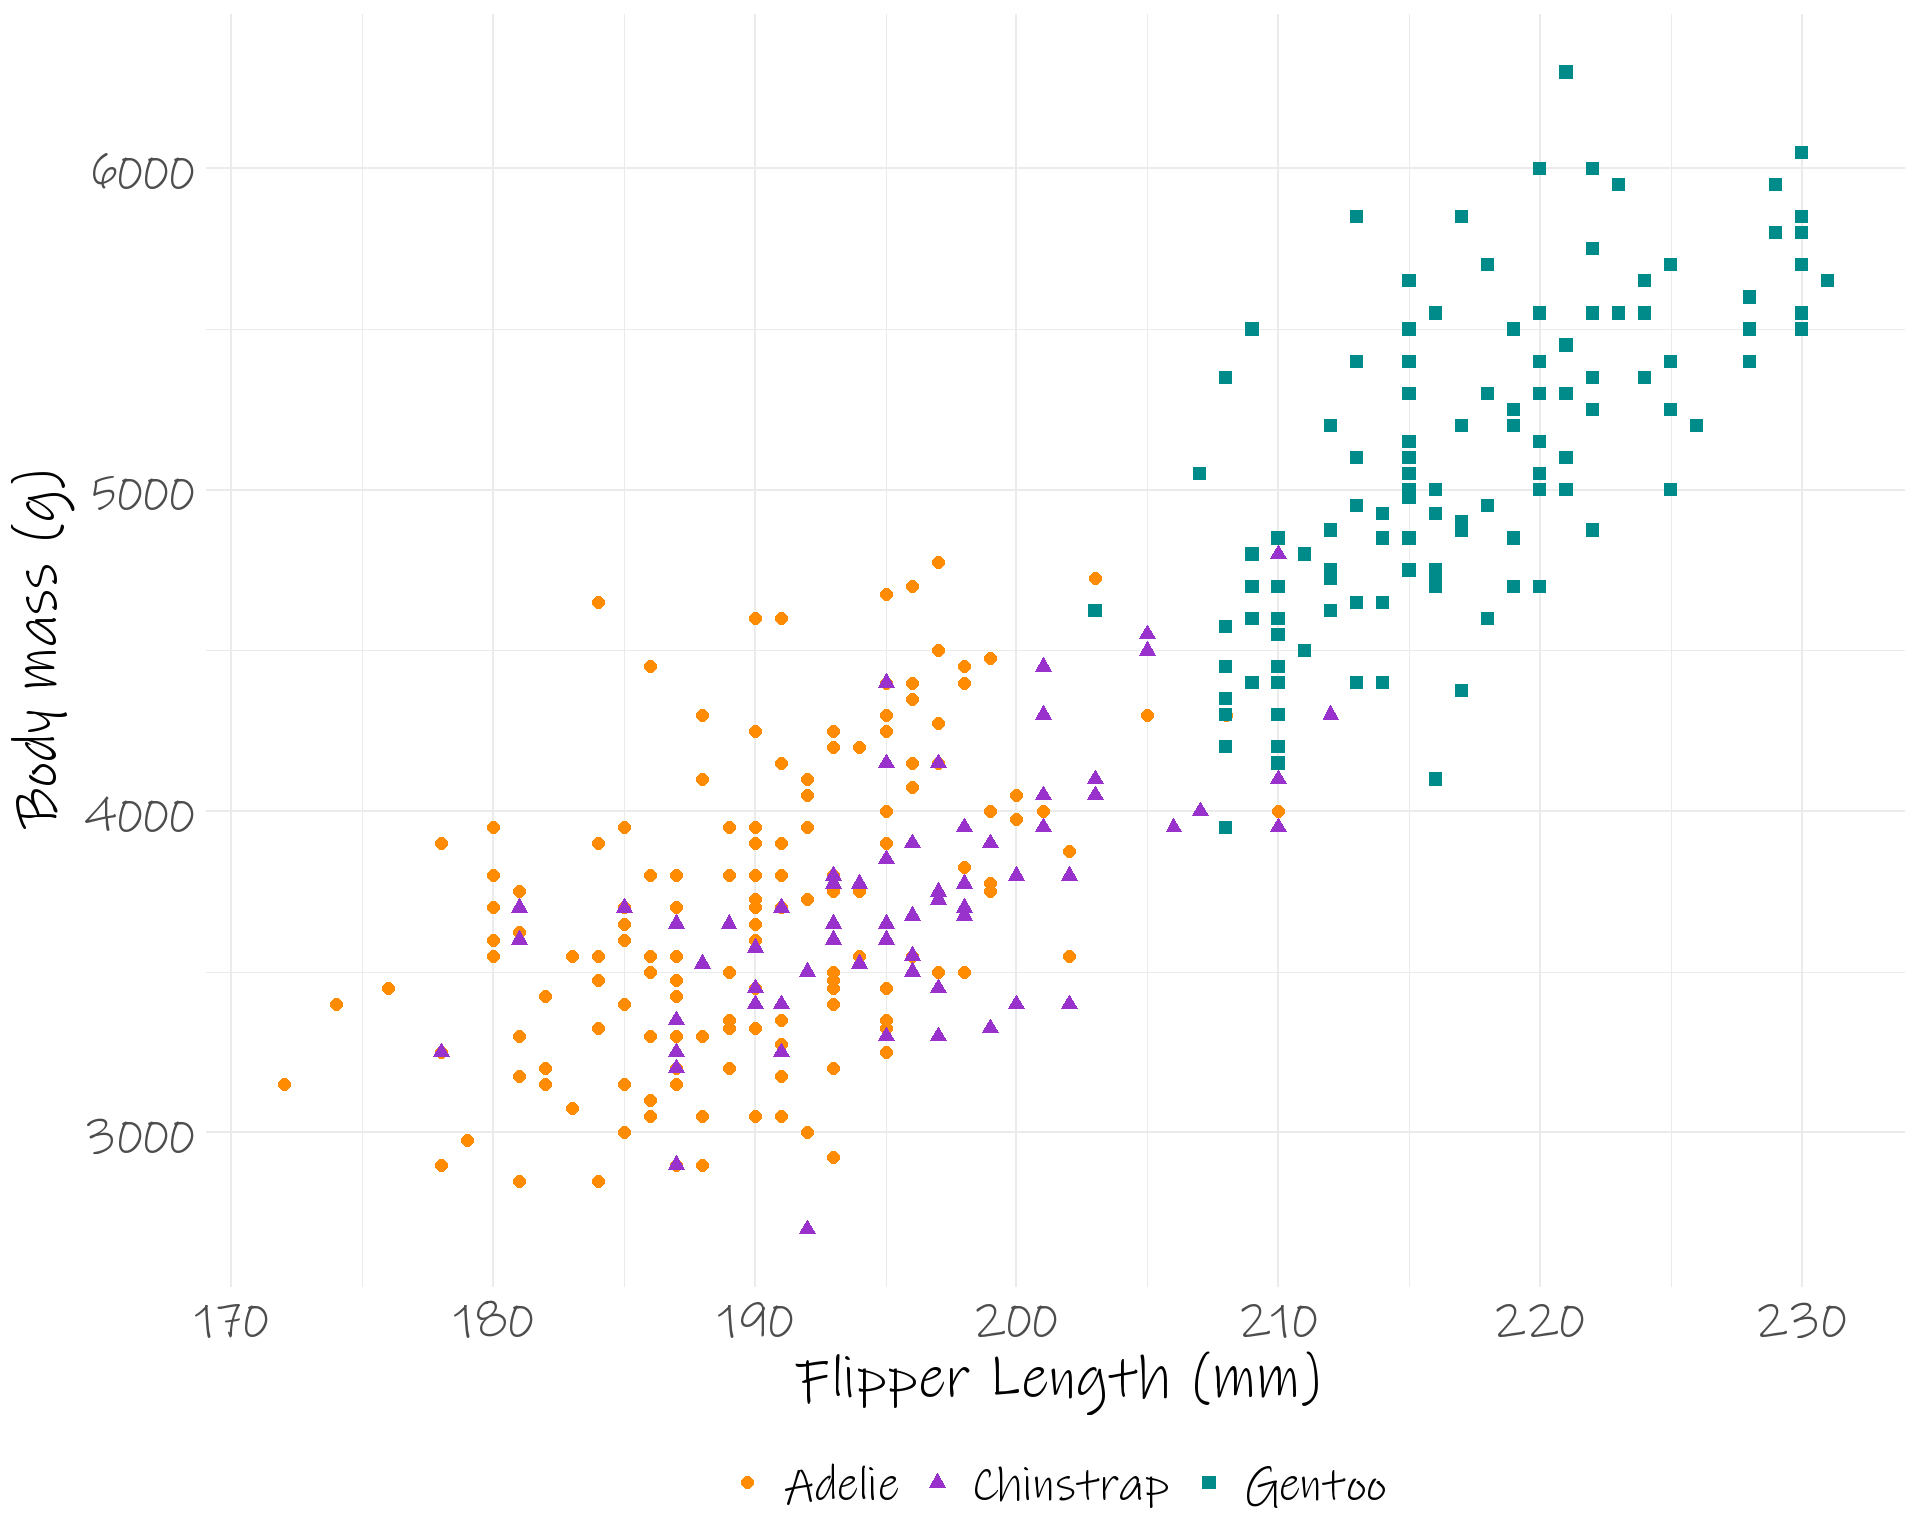 6000
5000
4000
3000
Body mass (g)
170 180 190 200 210 220 230
Flipper Length (mm)
Adelie Chinstrap Gentoo